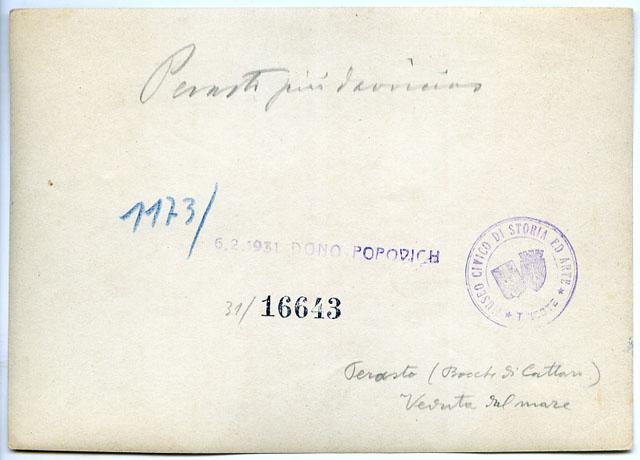 Perasto più da vicino
1173/
6.2.1931 DONO POPOVICH
MUSEO CIVICO DI STORIA ED ARTE
* TRIESTE *
31/ 16643
Perasto (Bocche di Cattaro)
Veduta dal mare